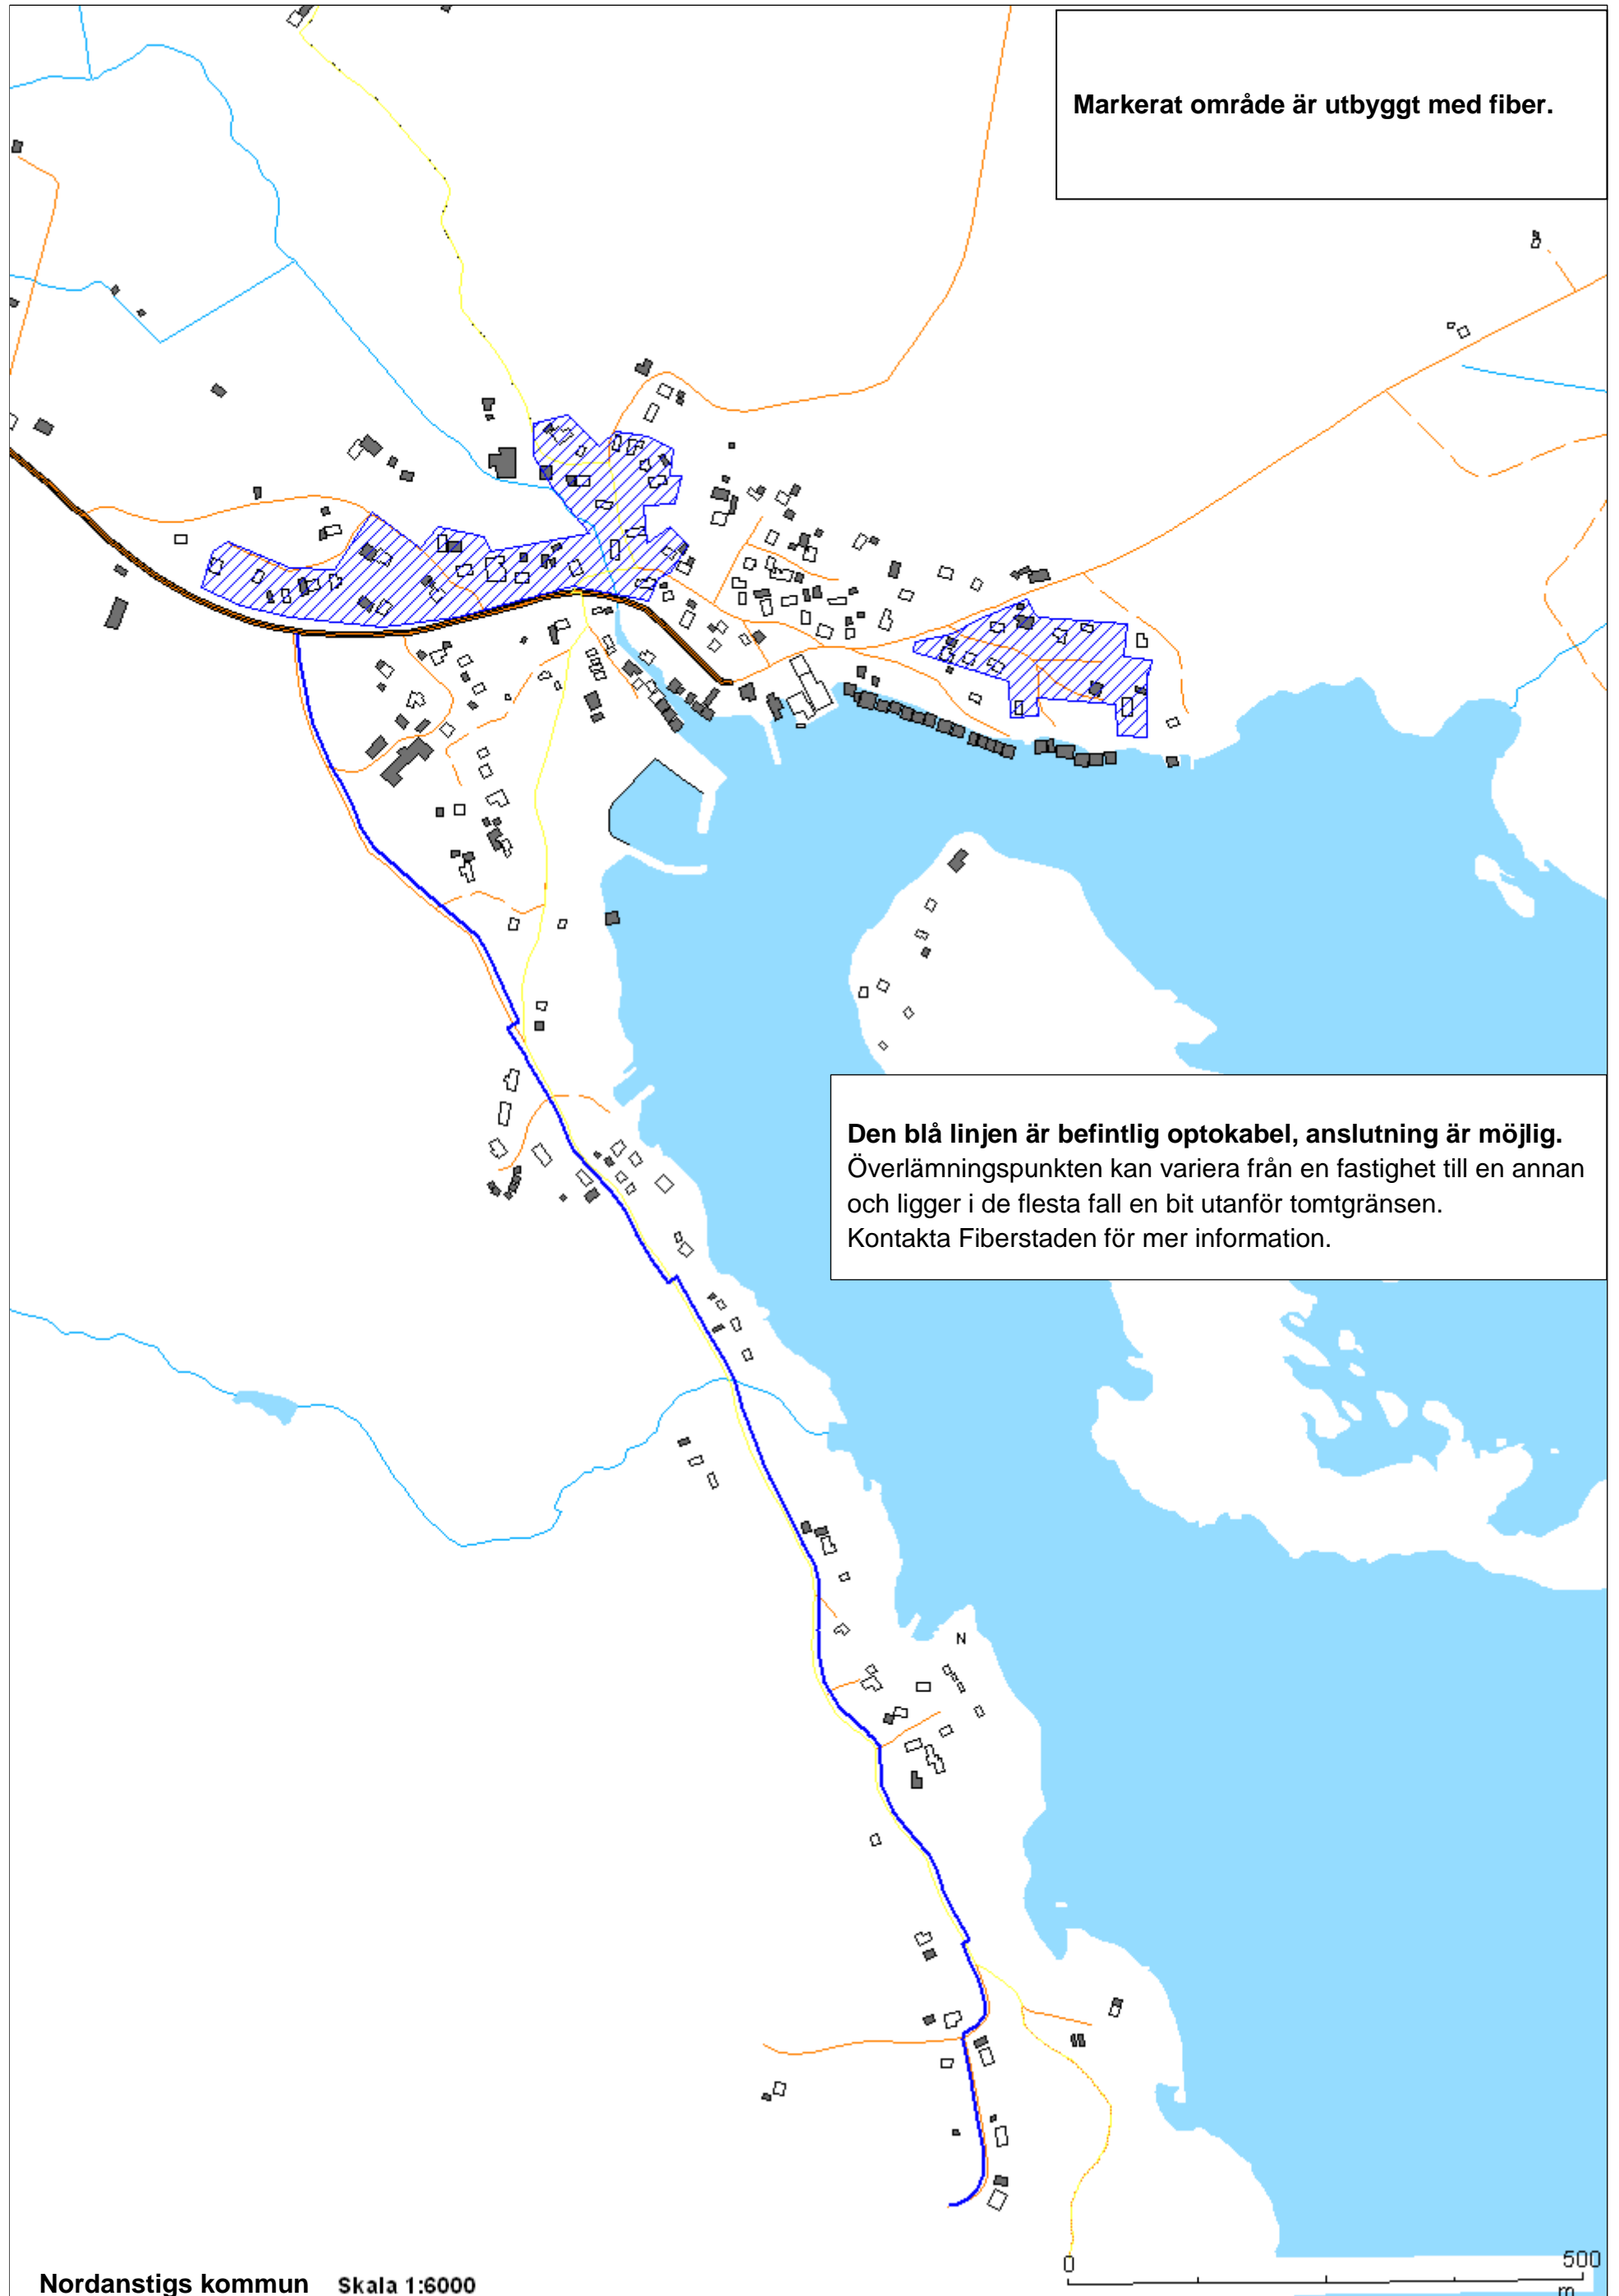 Markerat område är utbyggt med fiber.
Den blå linjen är befintlig optokabel, anslutning är möjlig.
Överlämningspunkten kan variera från en fastighet till en annan
och ligger i de flesta fall en bit utanför tomtgränsen.
Kontakta Fiberstaden för mer information.
N
0 500
m
Nordanstigs kommun Skala 1:6000